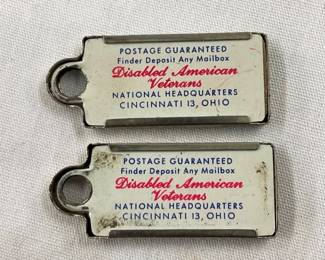 POSTAGE GUARANTEED
Finder Deposit Any Mailbox
Disabled American
Veterans
NATIONAL HEADQUARTERS
CINCINNATI 13, OHIO
POSTAGE GUARANTEED
Finder Deposit Any Mailbox
Disabled American
Veterans
NATIONAL HEADQUARTERS
CINCINNATI 13, OHIO